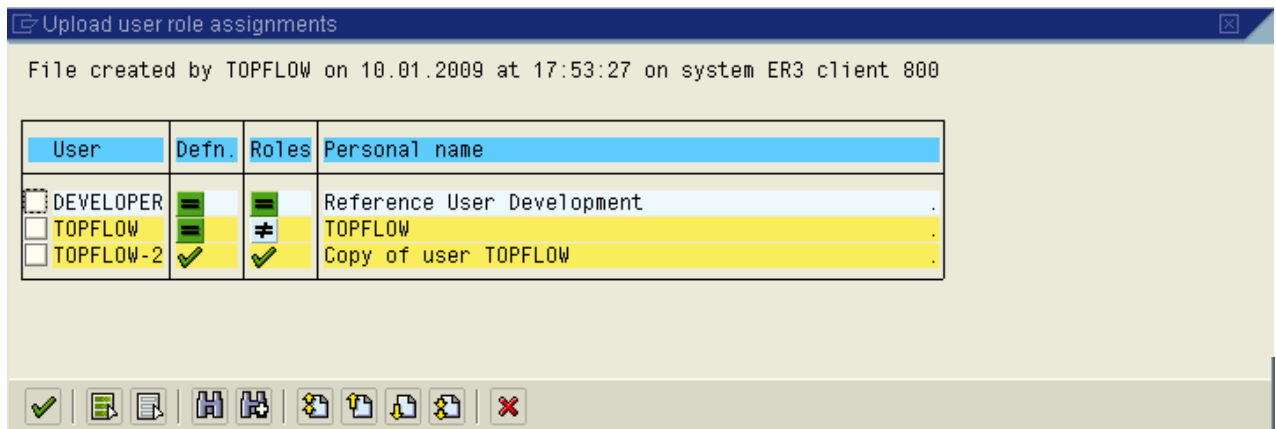 Upload user role assignments
File created by TOPFLOW on 10.01.2009 at 17:53:27 on system ER3 client 800
User Defn. Roles Personal name
DEVELOPER = = Reference User Development .
TOPFLOW = ≠ TOPFLOW .
TOPFLOW-2 Copy of user TOPFLOW .